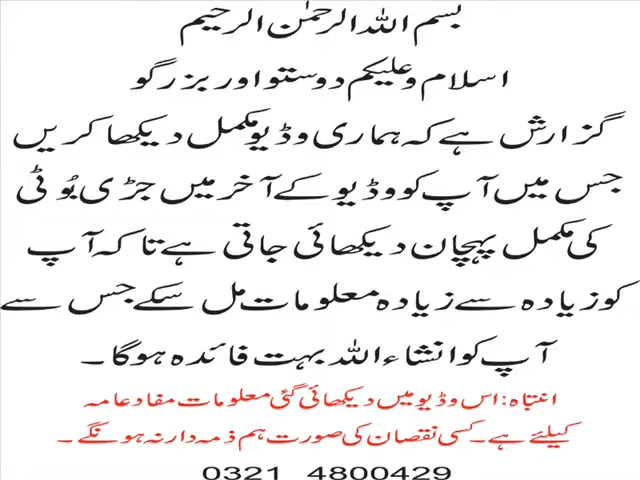 بسم اللہ الرحمٰن الرحیم
اسلام و علیکم دوستو اور بزرگو
گزارش ہے کہ ہماری وڈیو مکمل دیکھا کریں
جس میں آپ کو وڈیو کے آخر میں جڑی بُوٹی
کی مکمل پہچان دیکھائی جاتی ہے تا کہ آپ
کو زیادہ سے زیادہ معلومات مل سکے جس سے
آپ کو انشاء اللہ بہت فائدہ ہوگا۔
انتباہ: اس وڈیو میں دیکھائی گئی معلومات مفاد عامہ
کیلئے ہے۔ کسی نقصان کی صورت ہم ذمہ دار نہ ہونگے۔
0321 4800429